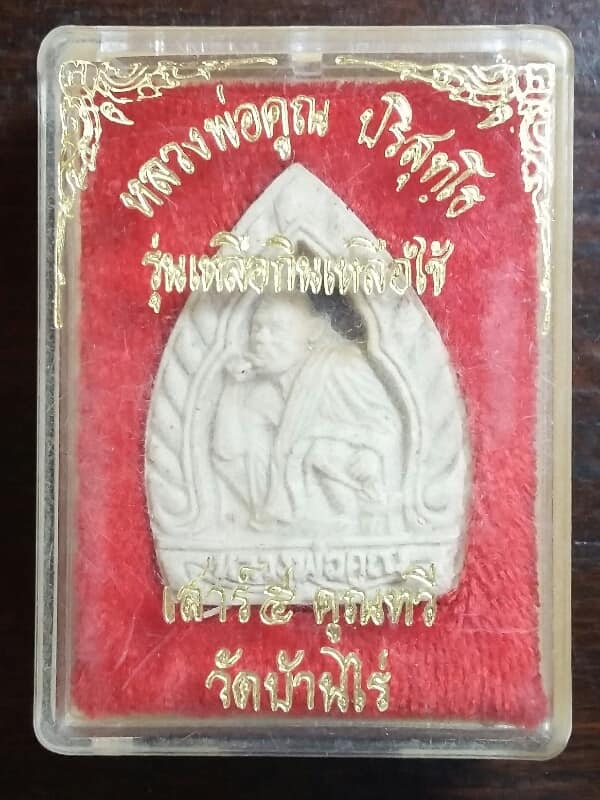 หลวงพ่อคูณ ปริสุทฺโธ
รุ่นเหลือกินเหลือใช้
หลวงพ่อคูณ
เสาร์๕ คูณทวี
วัดบ้านไร่